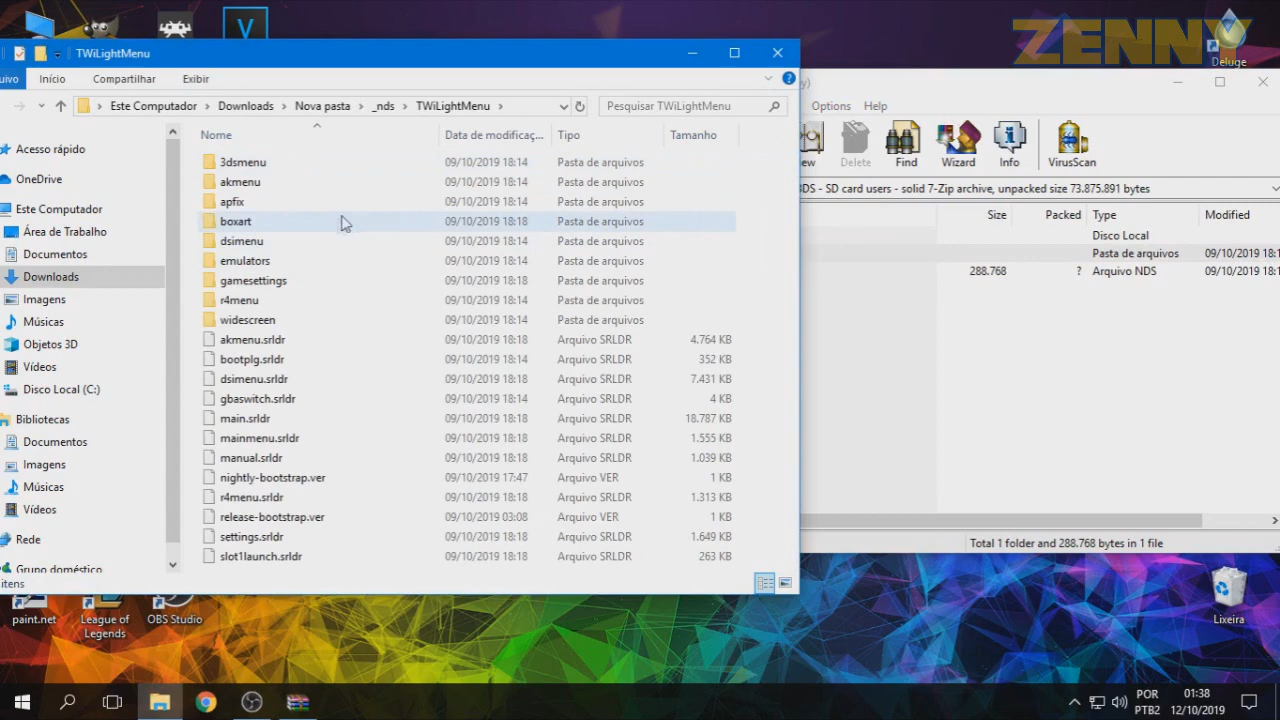 V
ZENNY
Deluge
TWiLightMenu
uivo
Início
Compartilhar
Exibir
Este Computador
Downloads
Nova pasta
_nds
TWiLightMenu
Pesquisar TWiLightMenu
Nome
Data de modificaç...
Tipo
Tamanho
Acesso rápido
OneDrive
Este Computador
Área de Trabalho
Documentos
Downloads
Imagens
Músicas
Objetos 3D
Vídeos
Disco Local (C:)
Bibliotecas
Documentos
Imagens
Músicas
Vídeos
Rede
Grupo doméstico
itens
3dsmenu 09/10/2019 18:14 Pasta de arquivos
akmenu 09/10/2019 18:14 Pasta de arquivos
apfix 09/10/2019 18:14 Pasta de arquivos
boxart 09/10/2019 18:18 Pasta de arquivos
dsimenu 09/10/2019 18:14 Pasta de arquivos
emulators 09/10/2019 18:14 Pasta de arquivos
gamesettings 09/10/2019 18:18 Pasta de arquivos
r4menu 09/10/2019 18:14 Pasta de arquivos
widescreen 09/10/2019 18:14 Pasta de arquivos
akmenu.srldr 09/10/2019 18:18 Arquivo SRLDR 4.764 KB
bootplg.srldr 09/10/2019 18:14 Arquivo SRLDR 352 KB
dsimenu.srldr 09/10/2019 18:18 Arquivo SRLDR 7.431 KB
gbaswitch.srldr 09/10/2019 18:14 Arquivo SRLDR 4 KB
main.srldr 09/10/2019 18:18 Arquivo SRLDR 18.787 KB
mainmenu.srldr 09/10/2019 18:18 Arquivo SRLDR 1.555 KB
manual.srldr 09/10/2019 18:18 Arquivo SRLDR 1.039 KB
nightly-bootstrap.ver 09/10/2019 17:47 Arquivo VER 1 KB
r4menu.srldr 09/10/2019 18:18 Arquivo SRLDR 1.313 KB
release-bootstrap.ver 09/10/2019 03:08 Arquivo VER 1 KB
settings.srldr 09/10/2019 18:18 Arquivo SRLDR 1.649 KB
slot1launch.srldr 09/10/2019 18:18 Arquivo SRLDR 263 KB
y)
Options Help
ew
Delete
Find
Wizard
Info
VirusScan
3DS - SD card users - solid 7-Zip archive, unpacked size 73.875.891 bytes
Size Packed Type Modified
Disco Local
Pasta de arquivos 09/10/2019 18:1
288.768 ? Arquivo NDS 09/10/2019 18:1
Total 1 folder and 288.768 bytes in 1 file
paint.net
League of
Legends
OBS Studio
Lixeira
POR
PTB2
01:38
12/10/2019